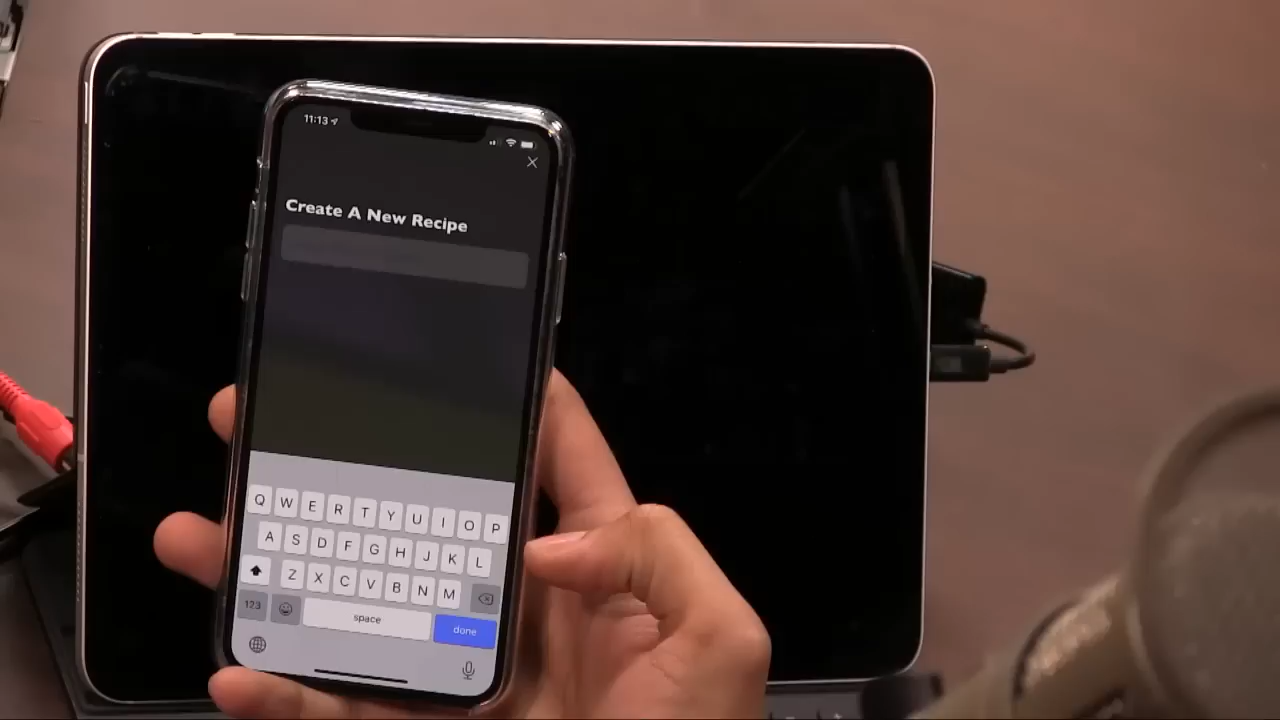 11:13
Create A New Recipe
Q W E R T Y U I O P
A S D F G H J K L
Z X C V B N M
123 space done